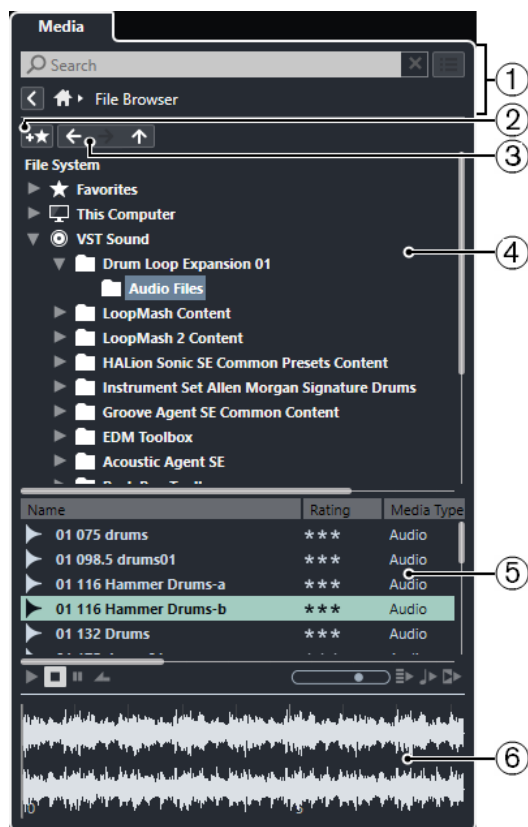 Media
Search
File Browser
File System
Favorites
This Computer
VST Sound
Drum Loop Expansion 01
Audio Files
LoopMash Content
LoopMash 2 Content
HALion Sonic SE Common Presets Content
Instrument Set Allen Morgan Signature Drums
Groove Agent SE Common Content
EDM Toolbox
Acoustic Agent SE
Name Rating Media Type
01 075 drums *** Audio
01 098.5 drums01 *** Audio
01 116 Hammer Drums-a *** Audio
01 116 Hammer Drums-b *** Audio
01 132 Drums *** Audio
1
2
3
4
5
6